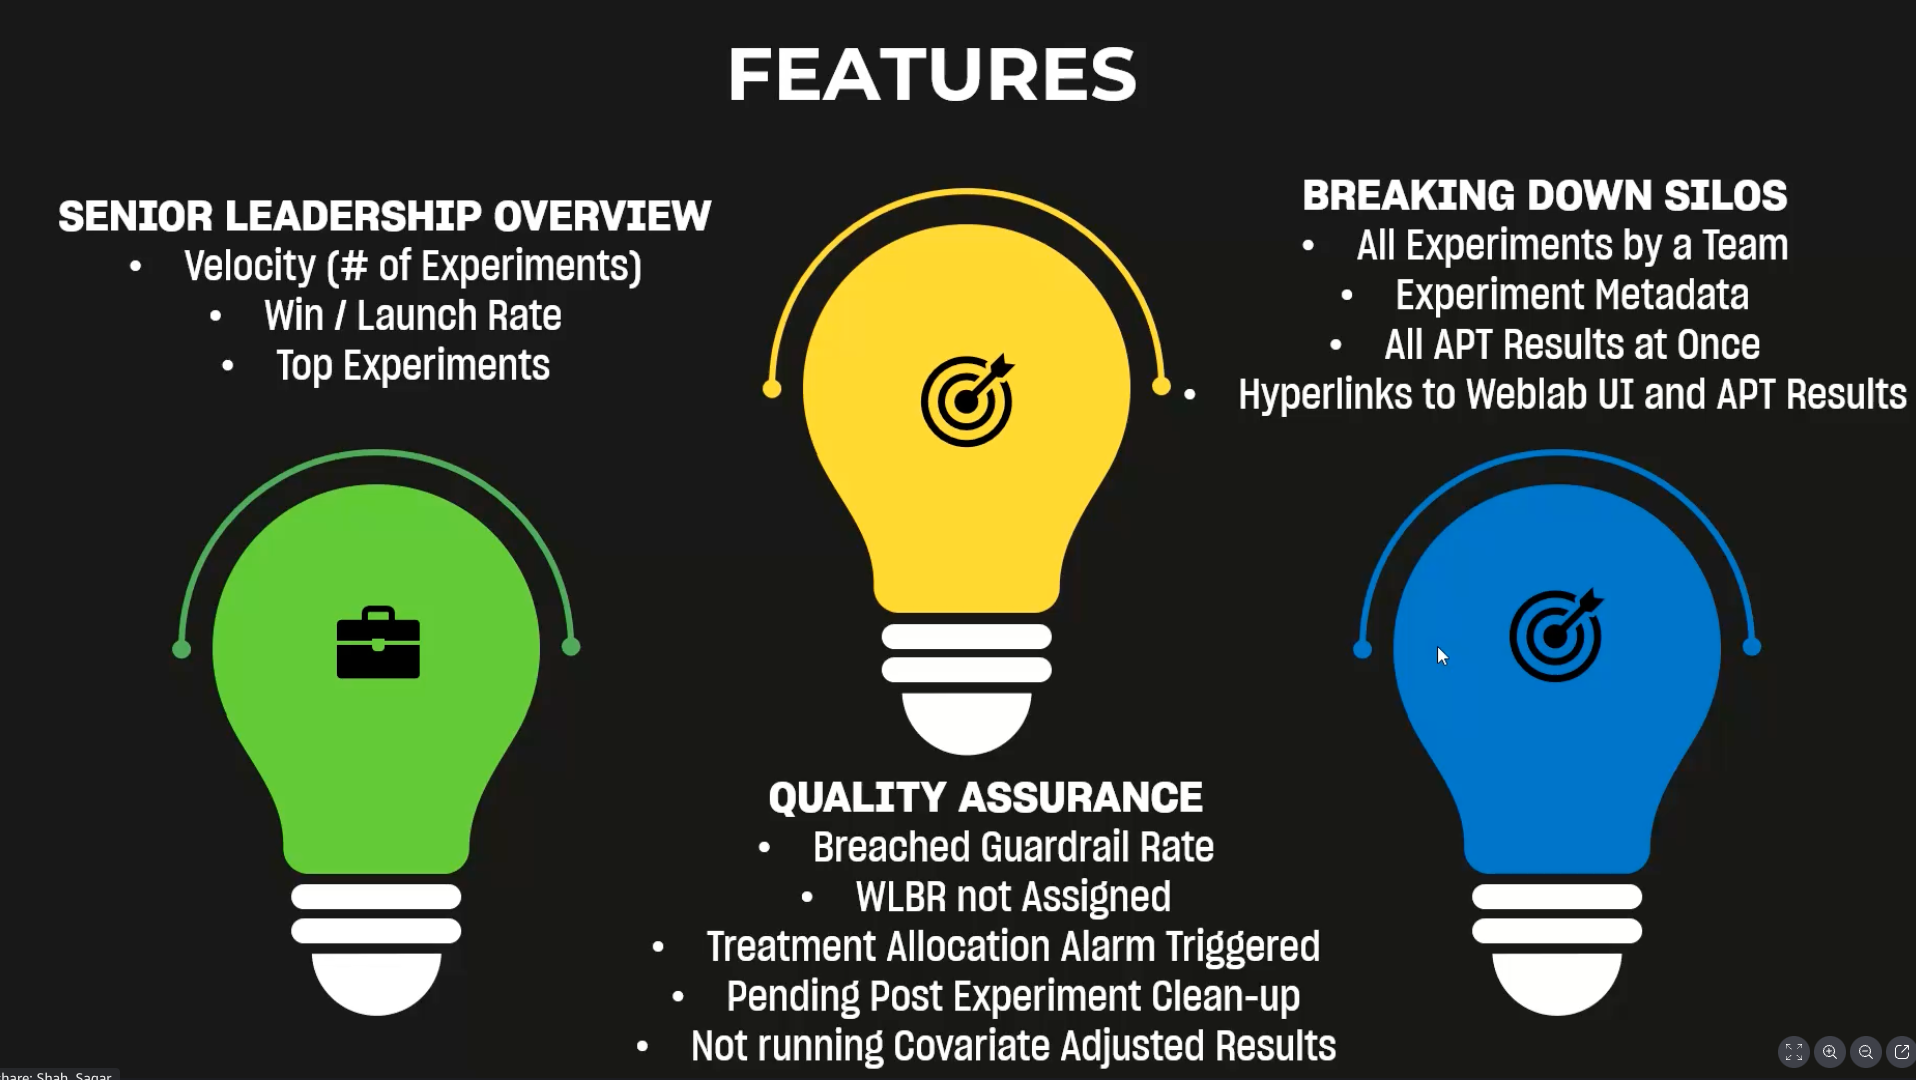 FEATURES
SENIOR LEADERSHIP OVERVIEW
• Velocity (# of Experiments)
• Win / Launch Rate
• Top Experiments
BREAKING DOWN SILOS
• All Experiments by a Team
• Experiment Metadata
• All APT Results at Once
• Hyperlinks to Weblab UI and APT Results
QUALITY ASSURANCE
• Breached Guardrail Rate
• WLBR not Assigned
• Treatment Allocation Alarm Triggered
• Pending Post Experiment Clean-up
• Not running Covariate Adjusted Results
Shah, Sagar